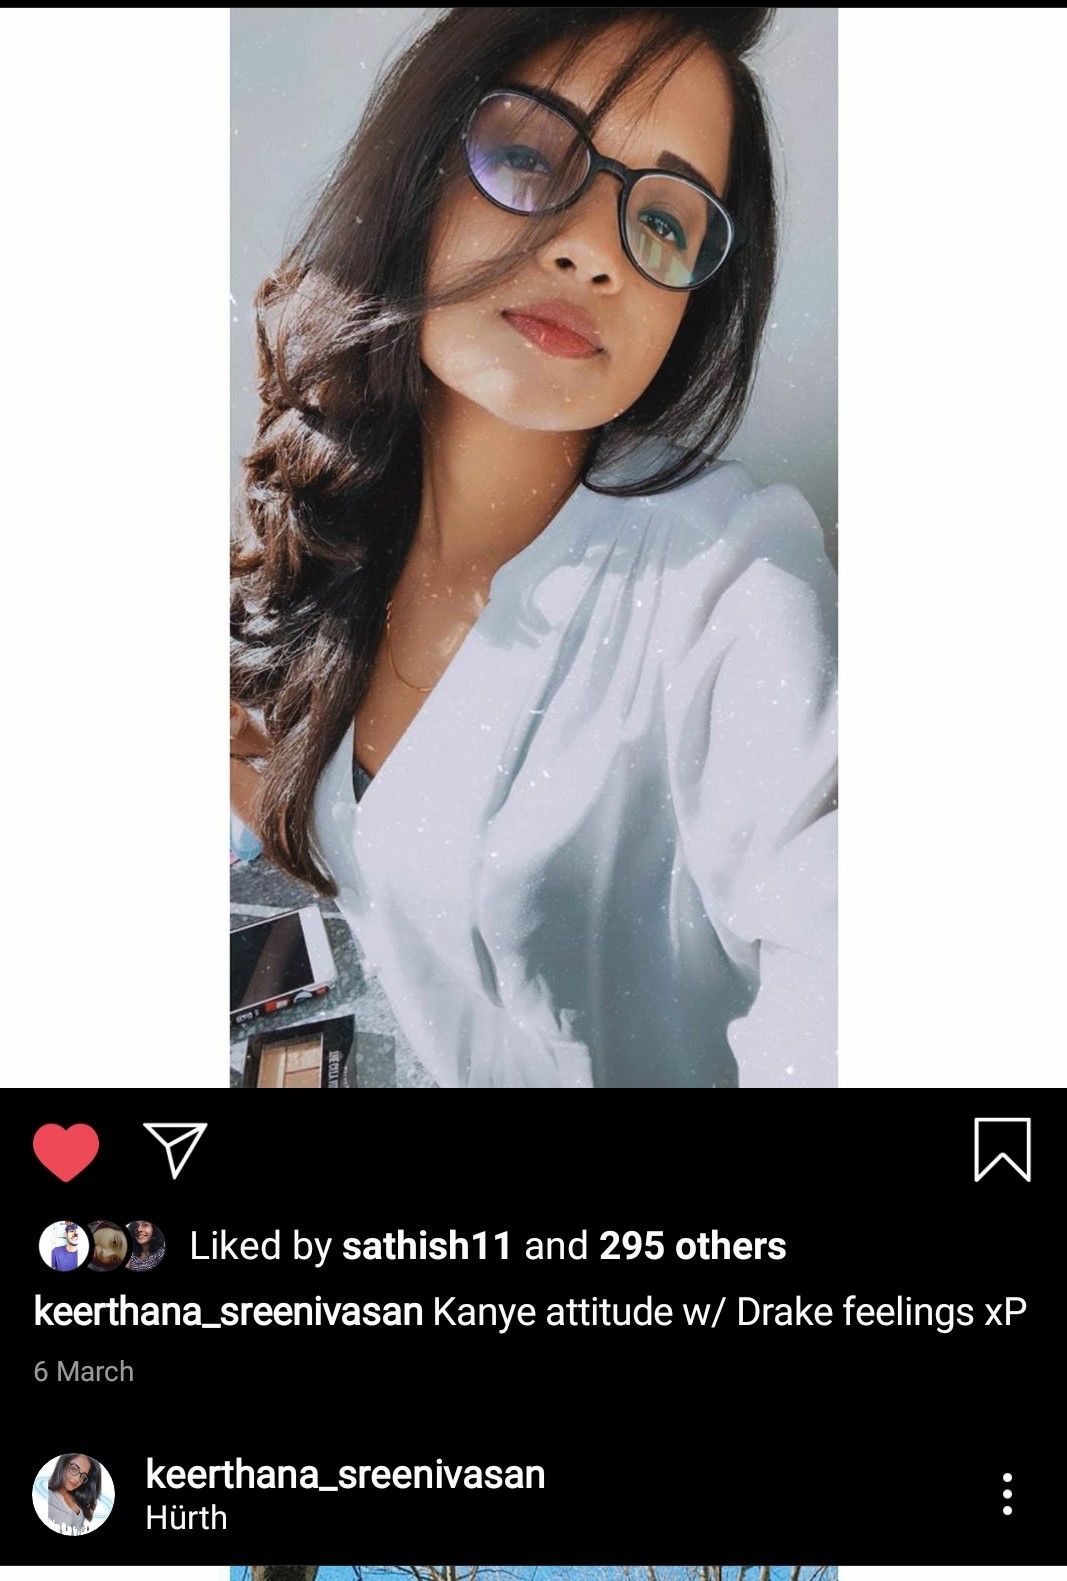 Liked by sathish11 and 295 others
keerthana_sreenivasan Kanye attitude w/ Drake feelings xP
6 March
keerthana_sreenivasan
Hürth